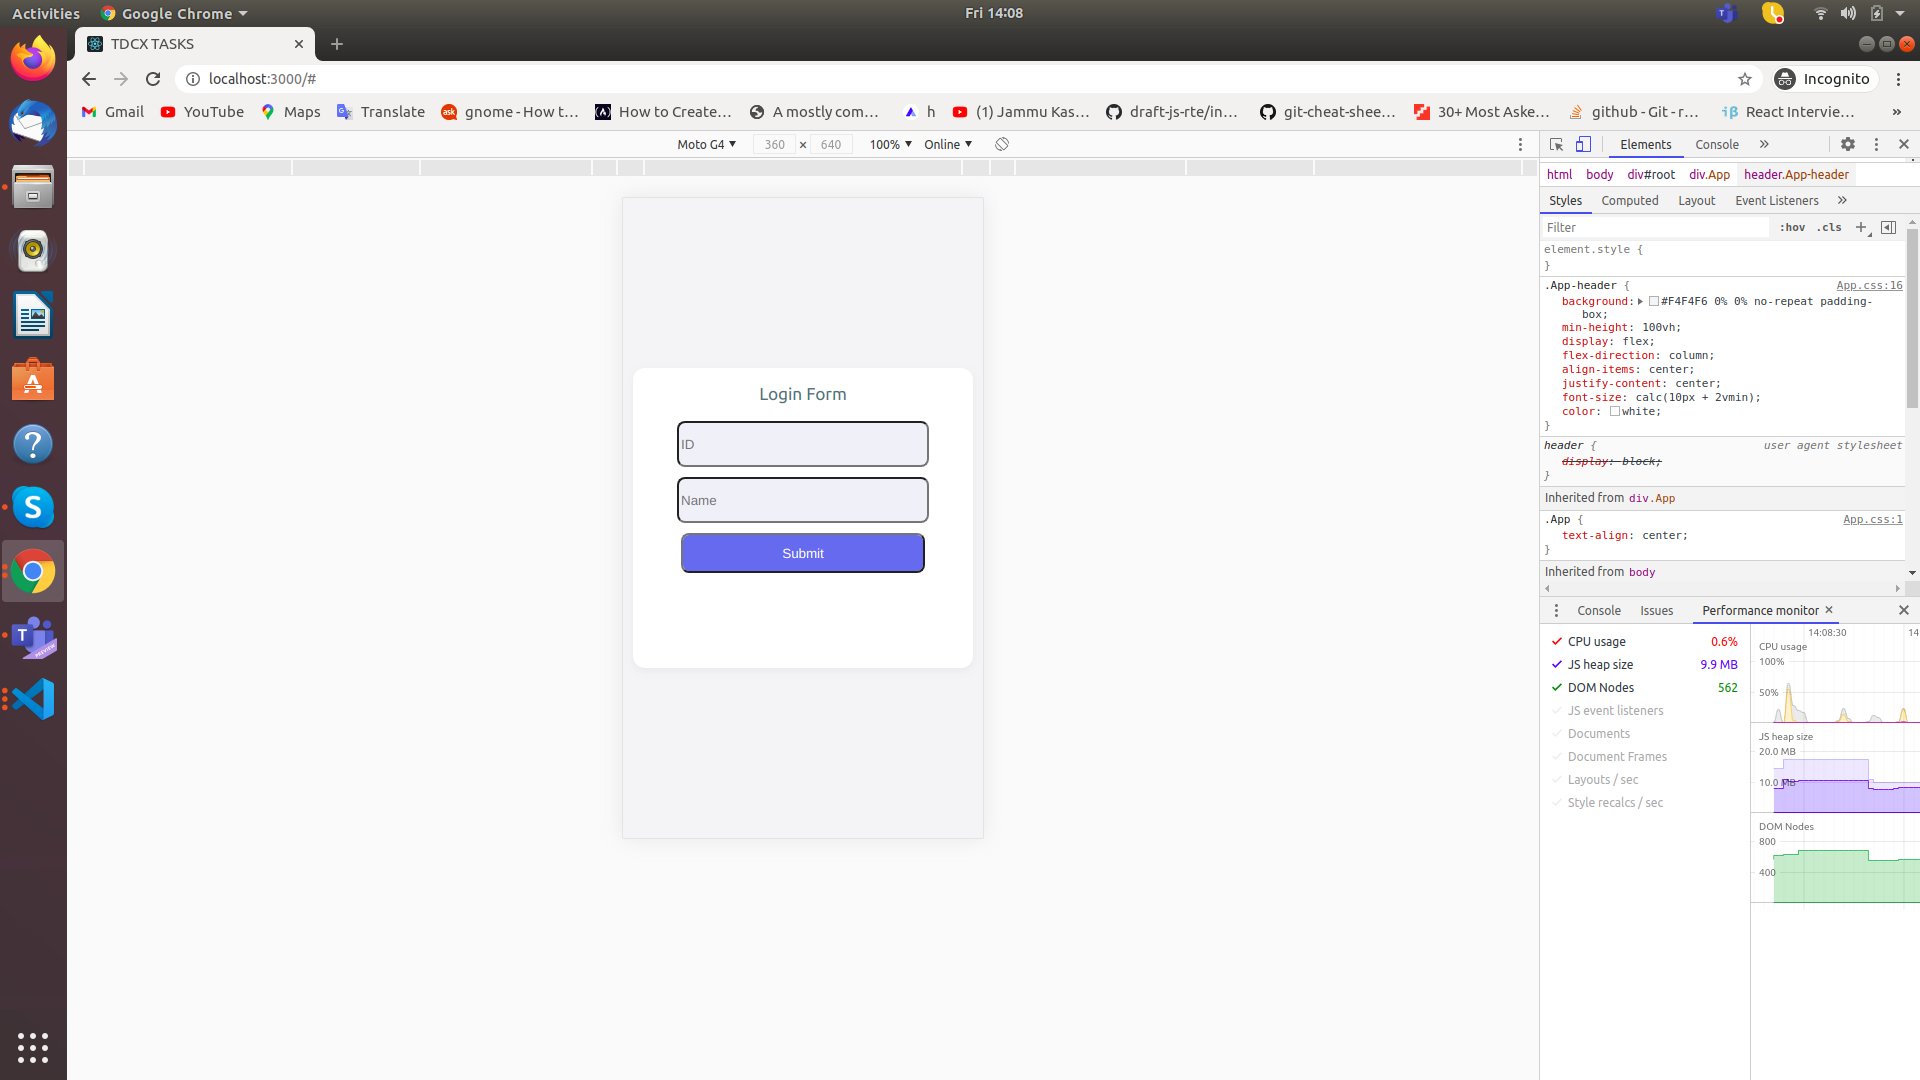 Activities Google Chrome Fri 14:08
TDCX TASKS
localhost:3000/# Incognito
Gmail YouTube Maps Translate gnome - How t... How to Create... A mostly com... h (1) Jammu Kas... draft-js-rte/in... git-cheat-shee... 30+ Most Aske... github - Git - r... React Intervie... »
Moto G4 360 × 640 100% Online
Elements Console »
html body div#root div.App header.App-header
Styles Computed Layout Event Listeners »
Filter :hov .cls +
element.style {
}
.App-header { App.css:16
background: #F4F4F6 0% 0% no-repeat padding-
box;
min-height: 100vh;
display: flex;
flex-direction: column;
align-items: center;
justify-content: center;
font-size: calc(10px + 2vmin);
color: white;
}
header { user agent stylesheet
display: block;
}
Inherited from div.App
.App { App.css:1
text-align: center;
}
Inherited from body
Login Form
ID
Name
Submit
Console Issues Performance monitor
CPU usage 0.6%
JS heap size 9.9 MB
DOM Nodes 562
JS event listeners
Documents
Document Frames
Layouts / sec
Style recalcs / sec
14:08:30 14
CPU usage
100%
50%
JS heap size
20.0 MB
10.0 MB
DOM Nodes
800
400